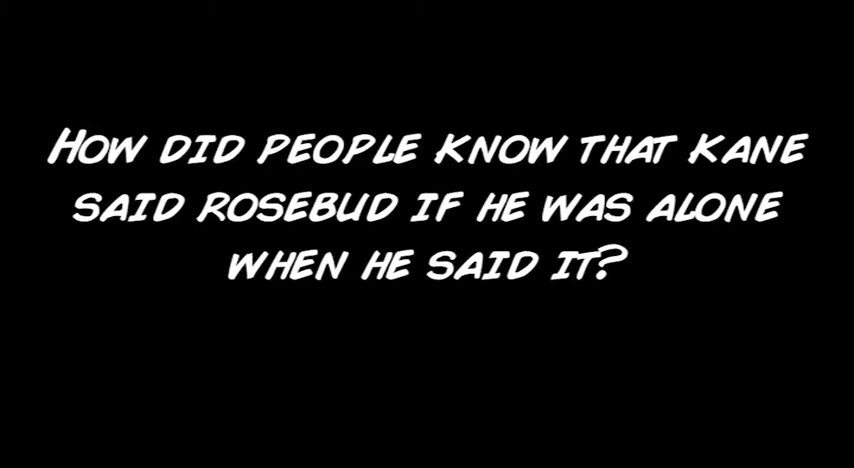 How did people know that Kane
said rosebud if he was alone
when he said it?